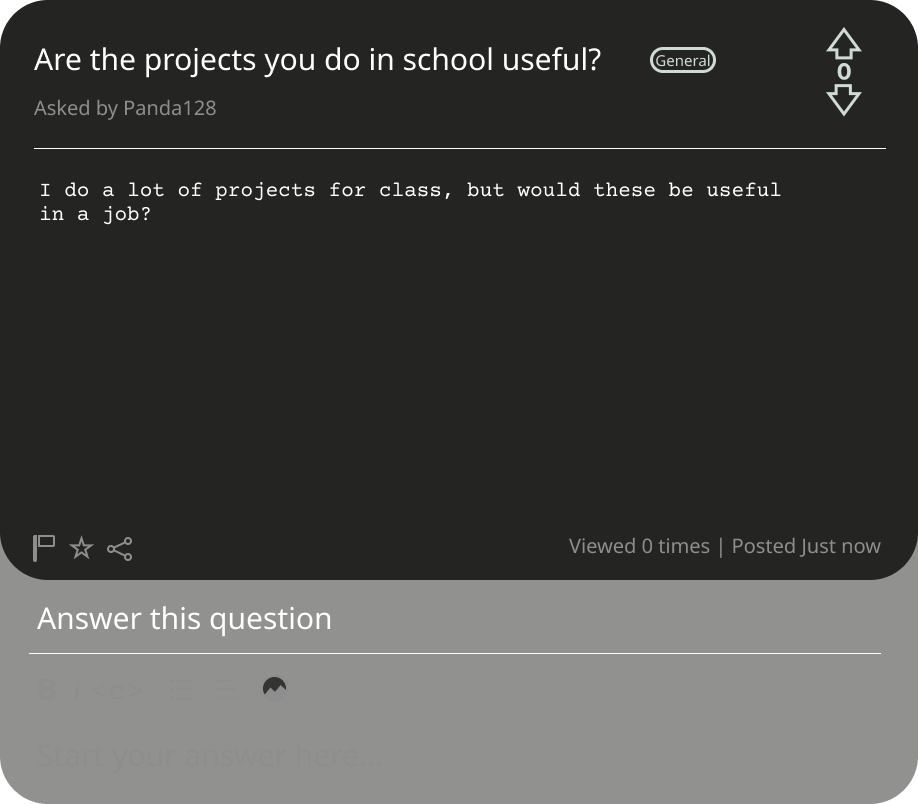 Are the projects you do in school useful?
General
0
Asked by Panda128
I do a lot of projects for class, but would these be useful
in a job?
Viewed 0 times | Posted Just now
Answer this question
B I <c>
Start your answer here...